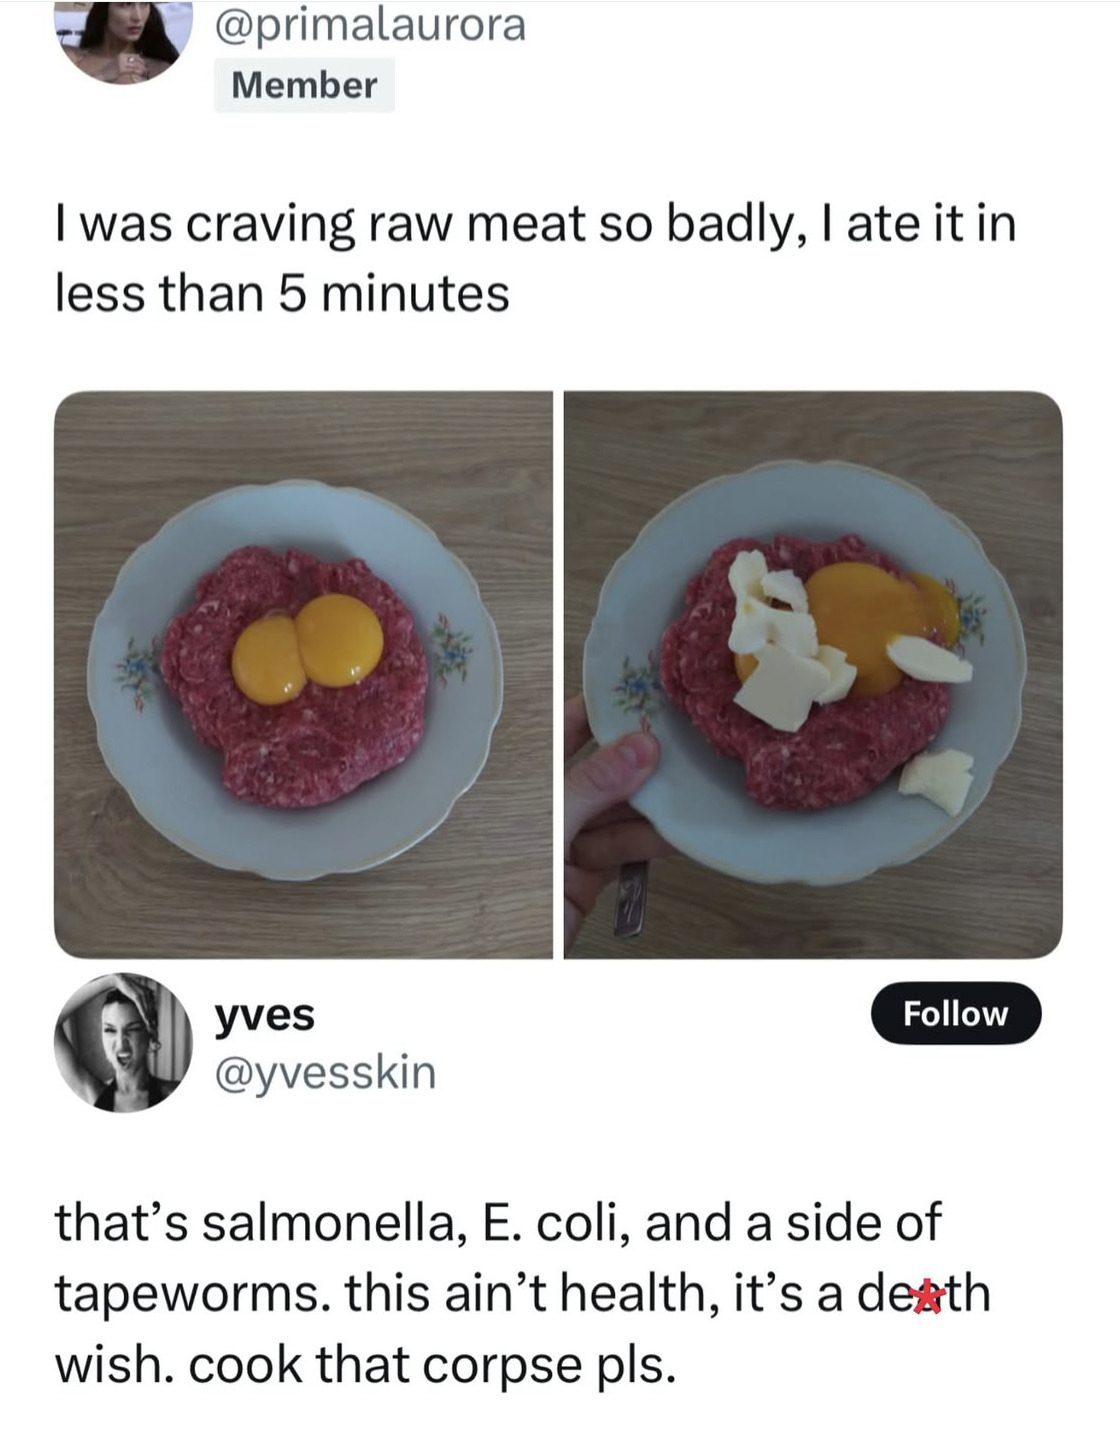 @primalaurora
Member
I was craving raw meat so badly, I ate it in
less than 5 minutes
yves
Follow
@yvesskin
that's salmonella, E. coli, and a side of
tapeworms. this ain't health, it's a de*th
wish. cook that corpse pls.